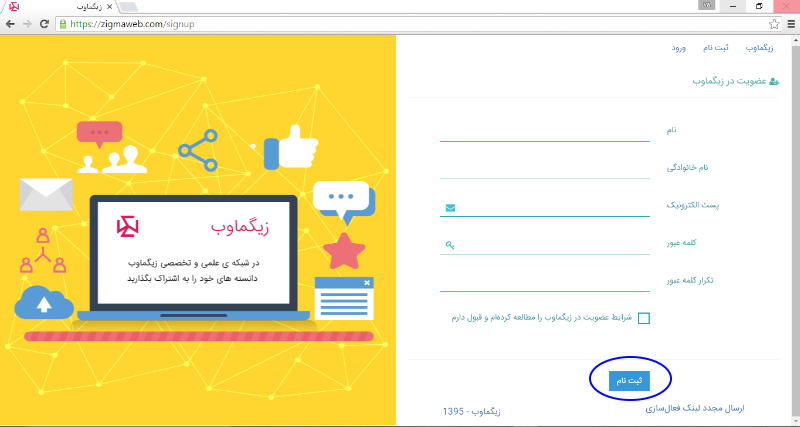 زیگماوب
https://zigmaweb.com/signup
زیگماوب ثبت نام ورود
عضویت در زیگماوب
نام
نام خانوادگی
پست الکترونیک
کلمه عبور
تکرار کلمه عبور
شرایط عضویت در زیگماوب را مطالعه کرده‌ام و قبول دارم
ثبت نام
ارسال مجدد لینک فعال‌سازی
زیگماوب - 1395
زیگماوب
در شبکه ی علمی و تخصصی زیگماوب
دانسته های خود را به اشتراک بگذارید